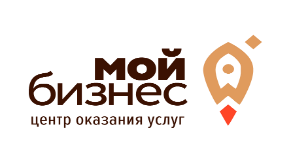 мой
бизнес
центр оказания услуг